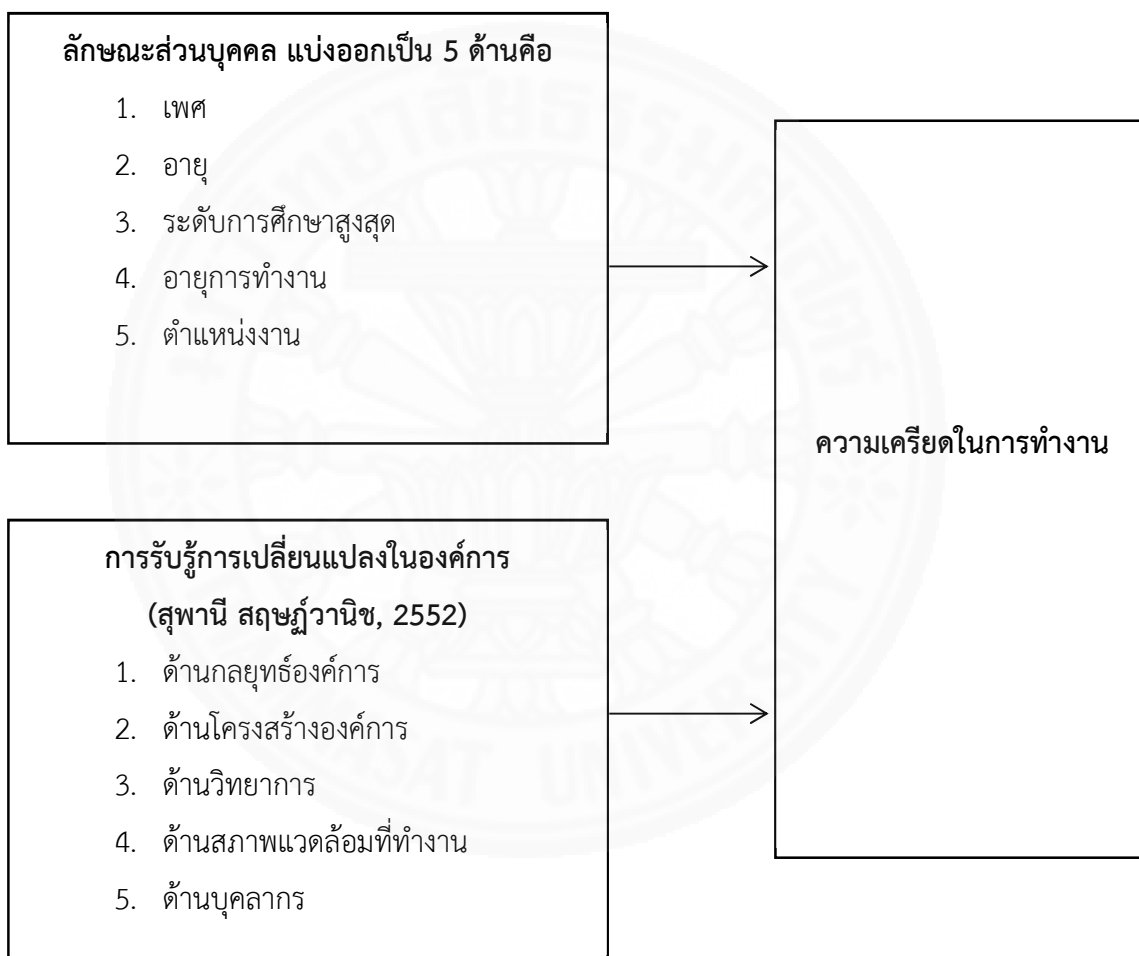 ลักษณะส่วนบุคคล แบ่งออกเป็น 5 ด้านคือ
1. เพศ
2. อายุ
3. ระดับการศึกษาสูงสุด
4. อายุการทำงาน
5. ตำแหน่งงาน
ความเครียดในการทำงาน
การรับรู้การเปลี่ยนแปลงในองค์การ
(สุพานี สฤษฎ์วานิช, 2552)
1. ด้านกลยุทธ์องค์การ
2. ด้านโครงสร้างองค์การ
3. ด้านวิทยาการ
4. ด้านสภาพแวดล้อมที่ทำงาน
5. ด้านบุคลากร